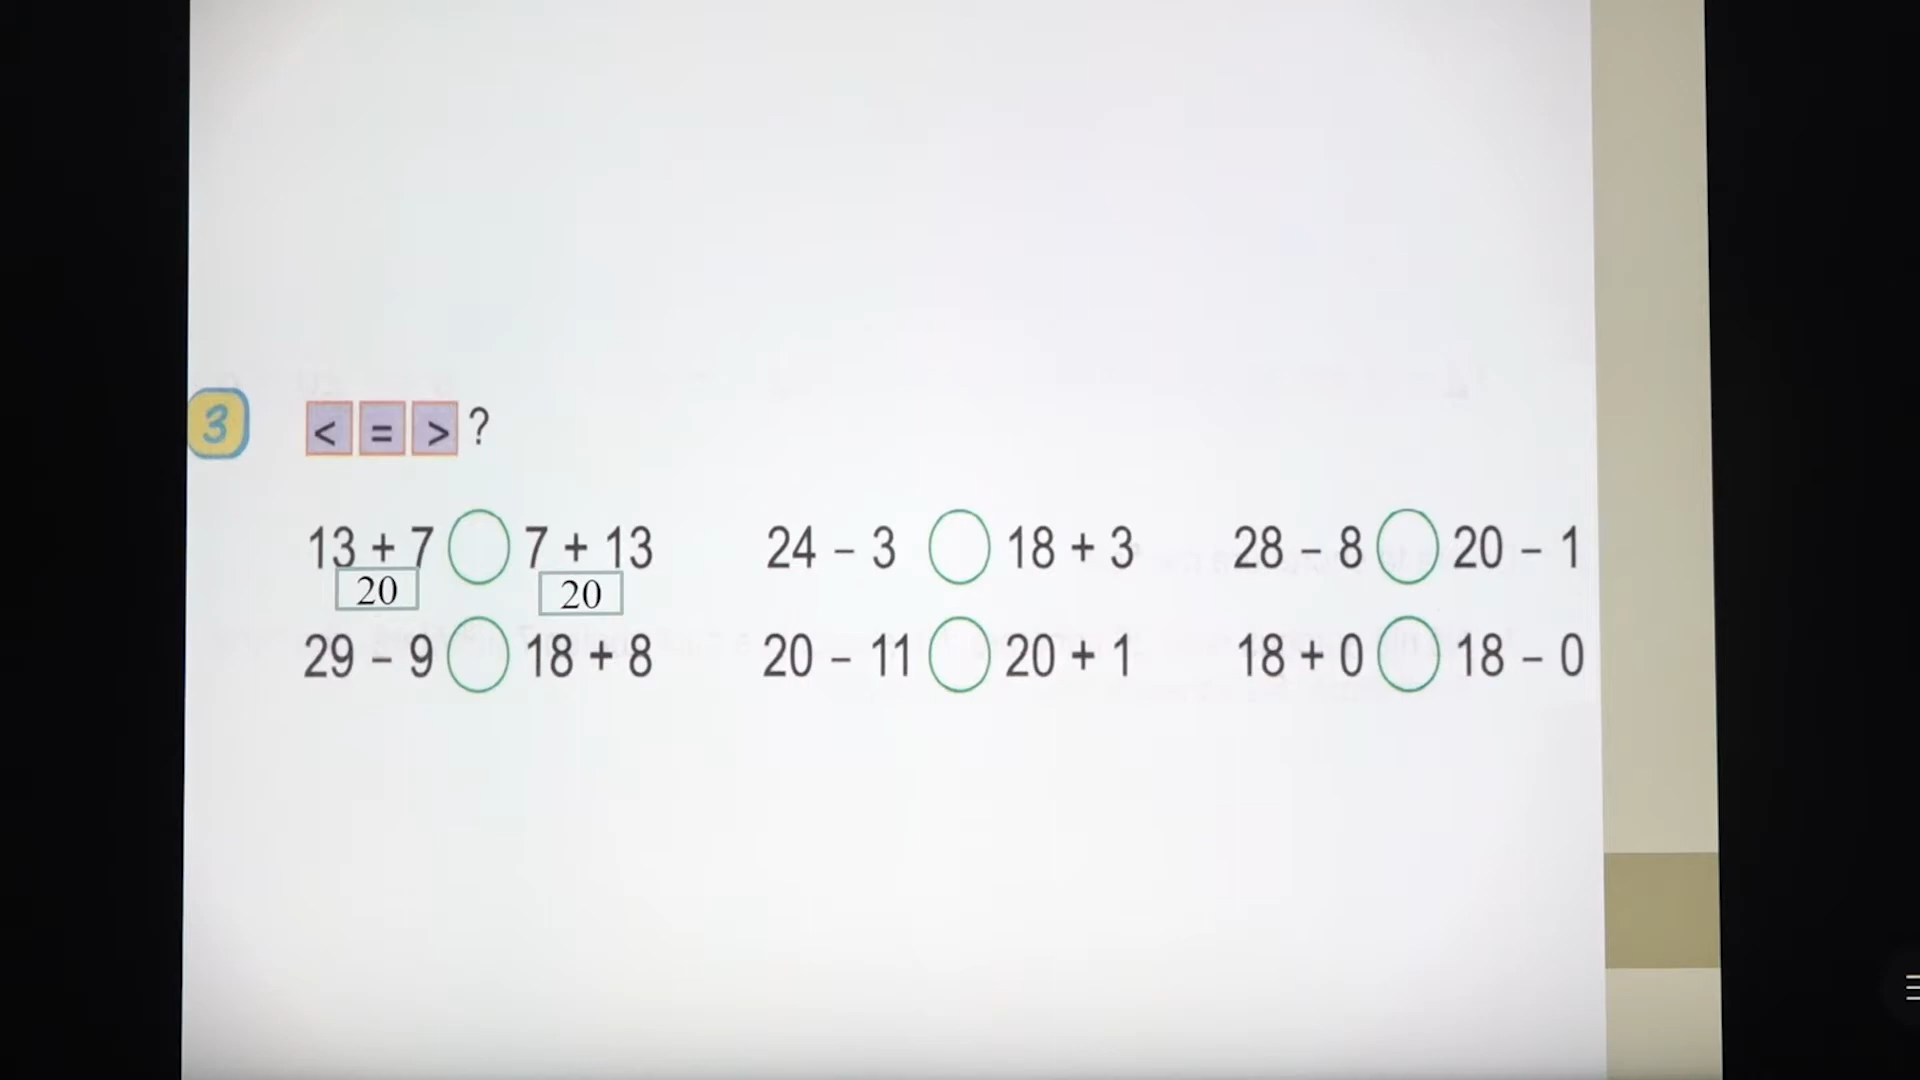 3 < = > ?
13 + 7 7 + 13 24 – 3 18 + 3 28 – 8 20 – 1
20 20
29 – 9 18 + 8 20 – 11 20 + 1 18 + 0 18 – 0